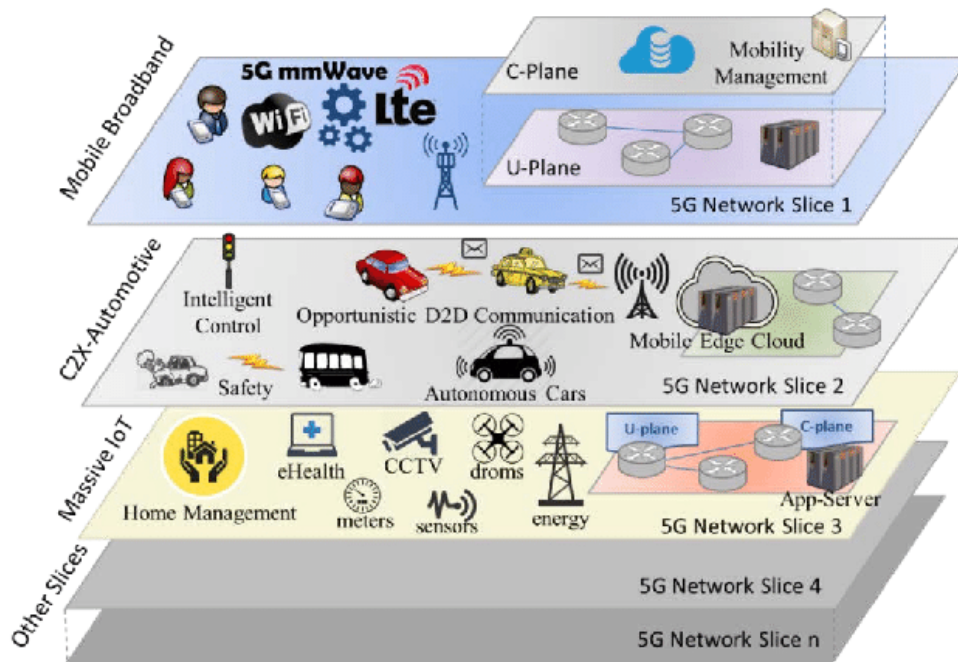 Mobile Broadband
5G mmWave
WiFi
Lte
C-Plane
Mobility
Management
U-Plane
5G Network Slice 1
C2X-Automotive
Intelligent
Control
Opportunistic D2D Communication
Mobile Edge Cloud
Safety
Autonomous Cars
5G Network Slice 2
Massive IoT
Home Management
eHealth
CCTV
droms
meters
sensors
energy
U-plane
C-plane
App-Server
5G Network Slice 3
Other Slices
5G Network Slice 4
5G Network Slice n